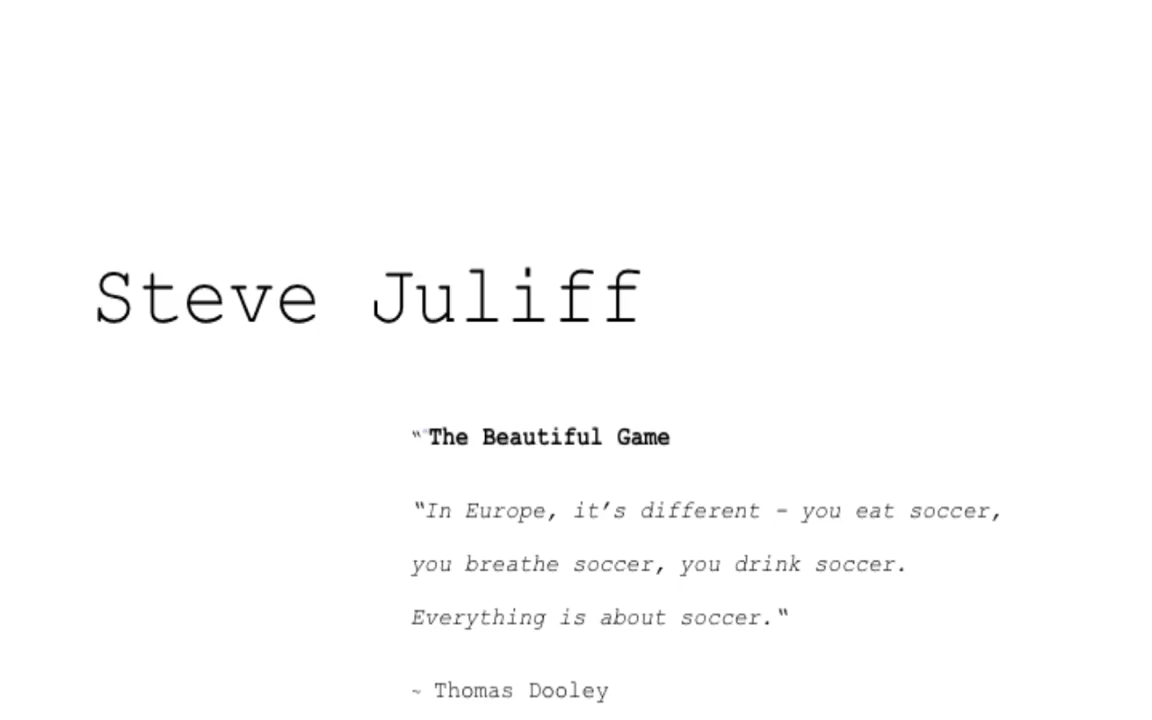 Steve Juliff
“The Beautiful Game
“In Europe, it’s different - you eat soccer,
you breathe soccer, you drink soccer.
Everything is about soccer.“
~ Thomas Dooley